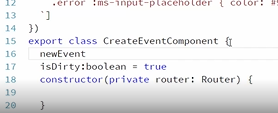 12 .error :ms-input-placeholder { color: #
13 `]
14 })
15 export class CreateEventComponent {
16 newEvent
17 isDirty:boolean = true
18 constructor(private router: Router) {
19
20 }